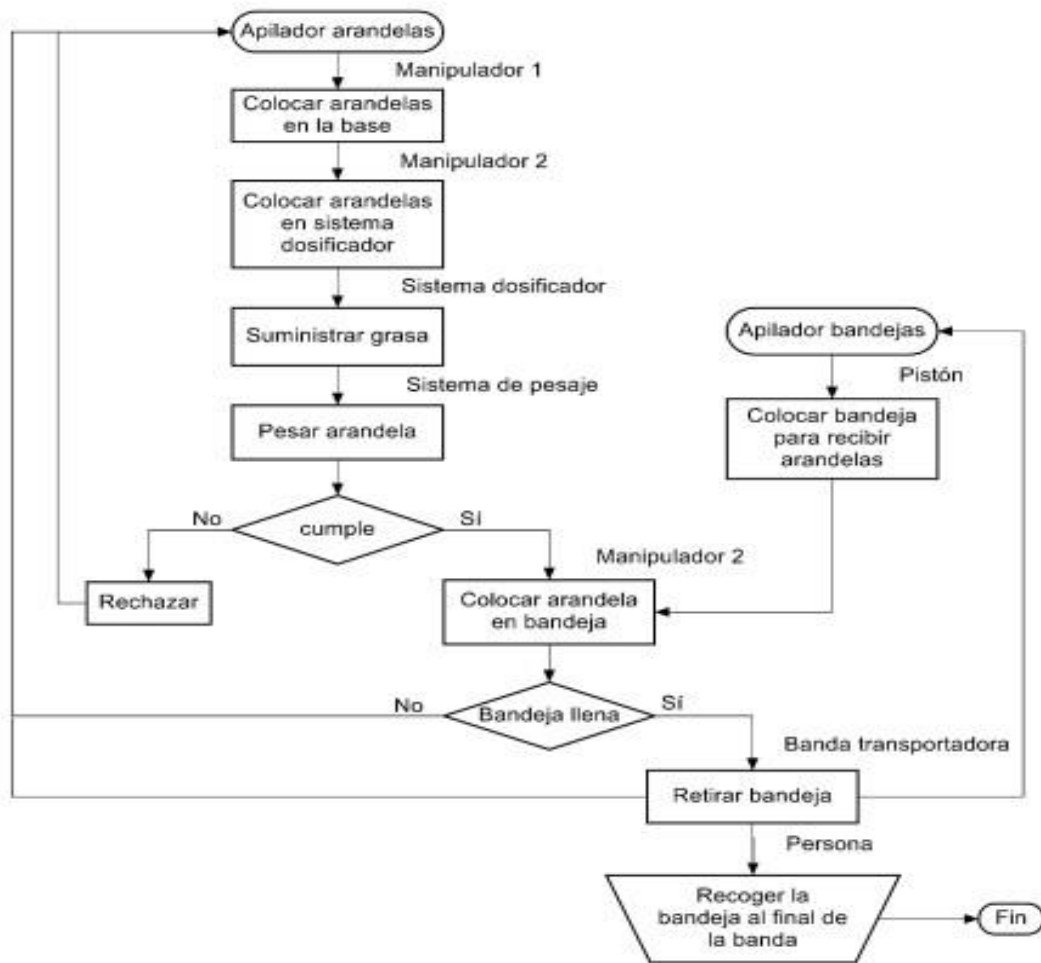 Apilador arandelas
Manipulador 1
Colocar arandelas
en la base
Manipulador 2
Colocar arandelas
en sistema
dosificador
Sistema dosificador
Suministrar grasa
Apilador bandejas
Sistema de pesaje
Pistón
Pesar arandela
Colocar bandeja
para recibir
arandelas
No
cumple
Sí
Manipulador 2
Rechazar
Colocar arandela
en bandeja
No
Bandeja llena
Sí
Banda transportadora
Retirar bandeja
Persona
Recoger la
bandeja al final de
la banda
Fin